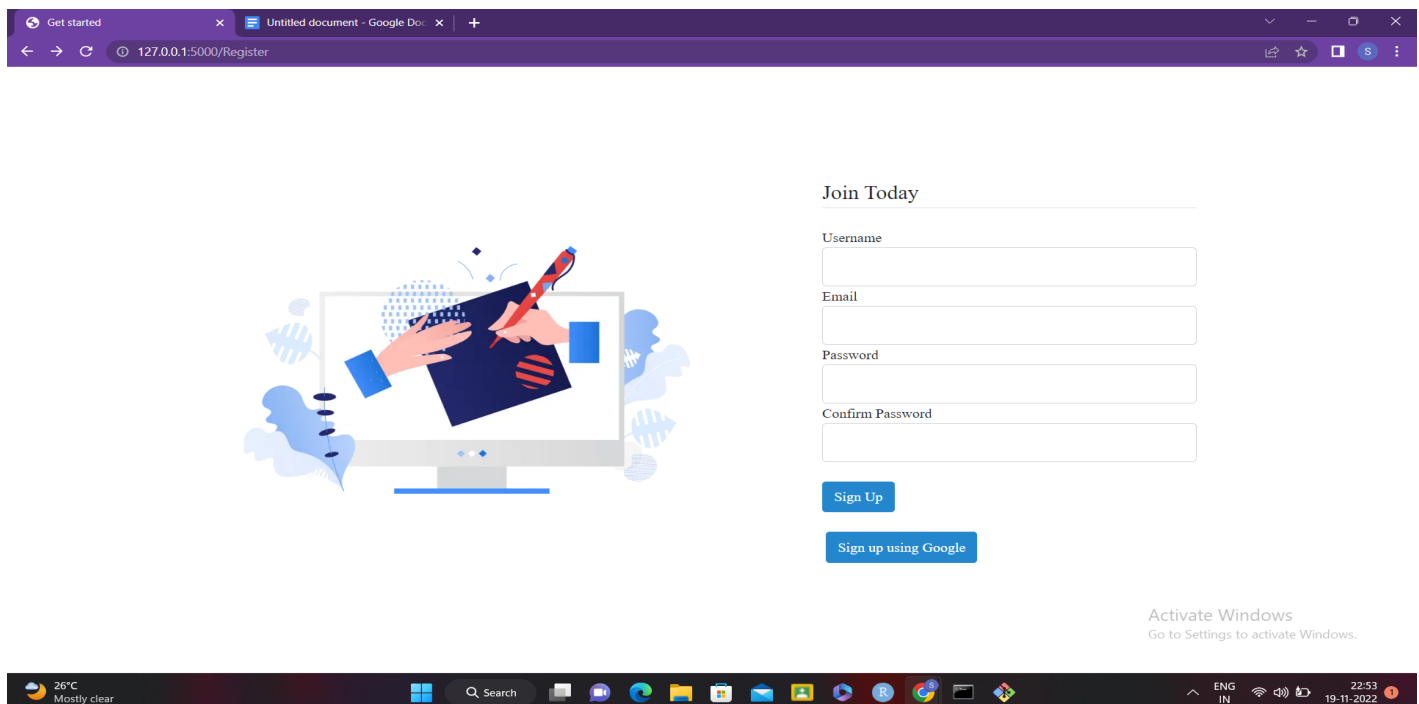 Get started
Untitled document - Google Doc
127.0.0.1:5000/Register
S
Join Today
Username
Email
Password
Confirm Password
Sign Up
Sign up using Google
Activate Windows
Go to Settings to activate Windows.
26°C
Mostly clear
Search
R
S
ENG
IN
22:53
19-11-2022
1